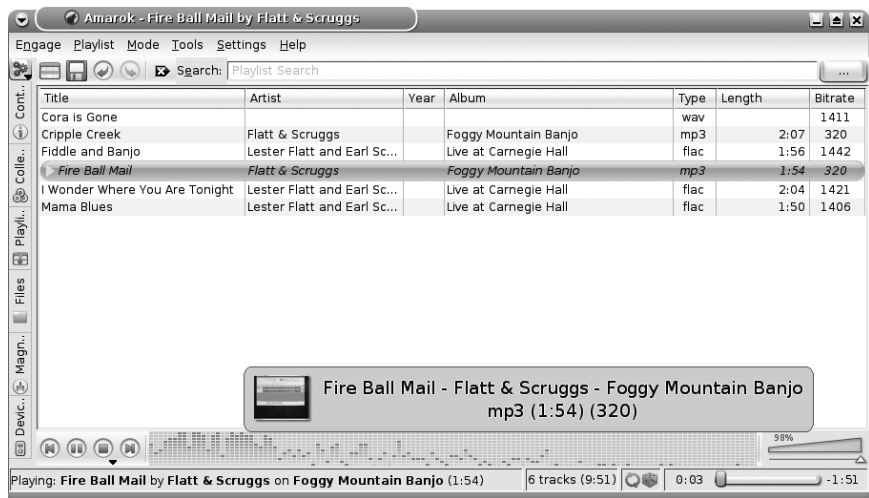 Amarok - Fire Ball Mail by Flatt & Scruggs
Engage Playlist Mode Tools Settings Help
Search: Playlist Search ...
Title Artist Year Album Type Length Bitrate
Cora is Gone wav 1411
Cripple Creek Flatt & Scruggs Foggy Mountain Banjo mp3 2:07 320
Fiddle and Banjo Lester Flatt and Earl Sc... Live at Carnegie Hall flac 1:56 1442
Fire Ball Mail Flatt & Scruggs Foggy Mountain Banjo mp3 1:54 320
I Wonder Where You Are Tonight Lester Flatt and Earl Sc... Live at Carnegie Hall flac 2:04 1421
Mama Blues Lester Flatt and Earl Sc... Live at Carnegie Hall flac 1:50 1406
Cont..
Colle..
Playli..
Files
Magn..
Devic..
Fire Ball Mail - Flatt & Scruggs - Foggy Mountain Banjo
mp3 (1:54) (320)
98%
Playing: Fire Ball Mail by Flatt & Scruggs on Foggy Mountain Banjo (1:54) 6 tracks (9:51) 0:03 -1:51